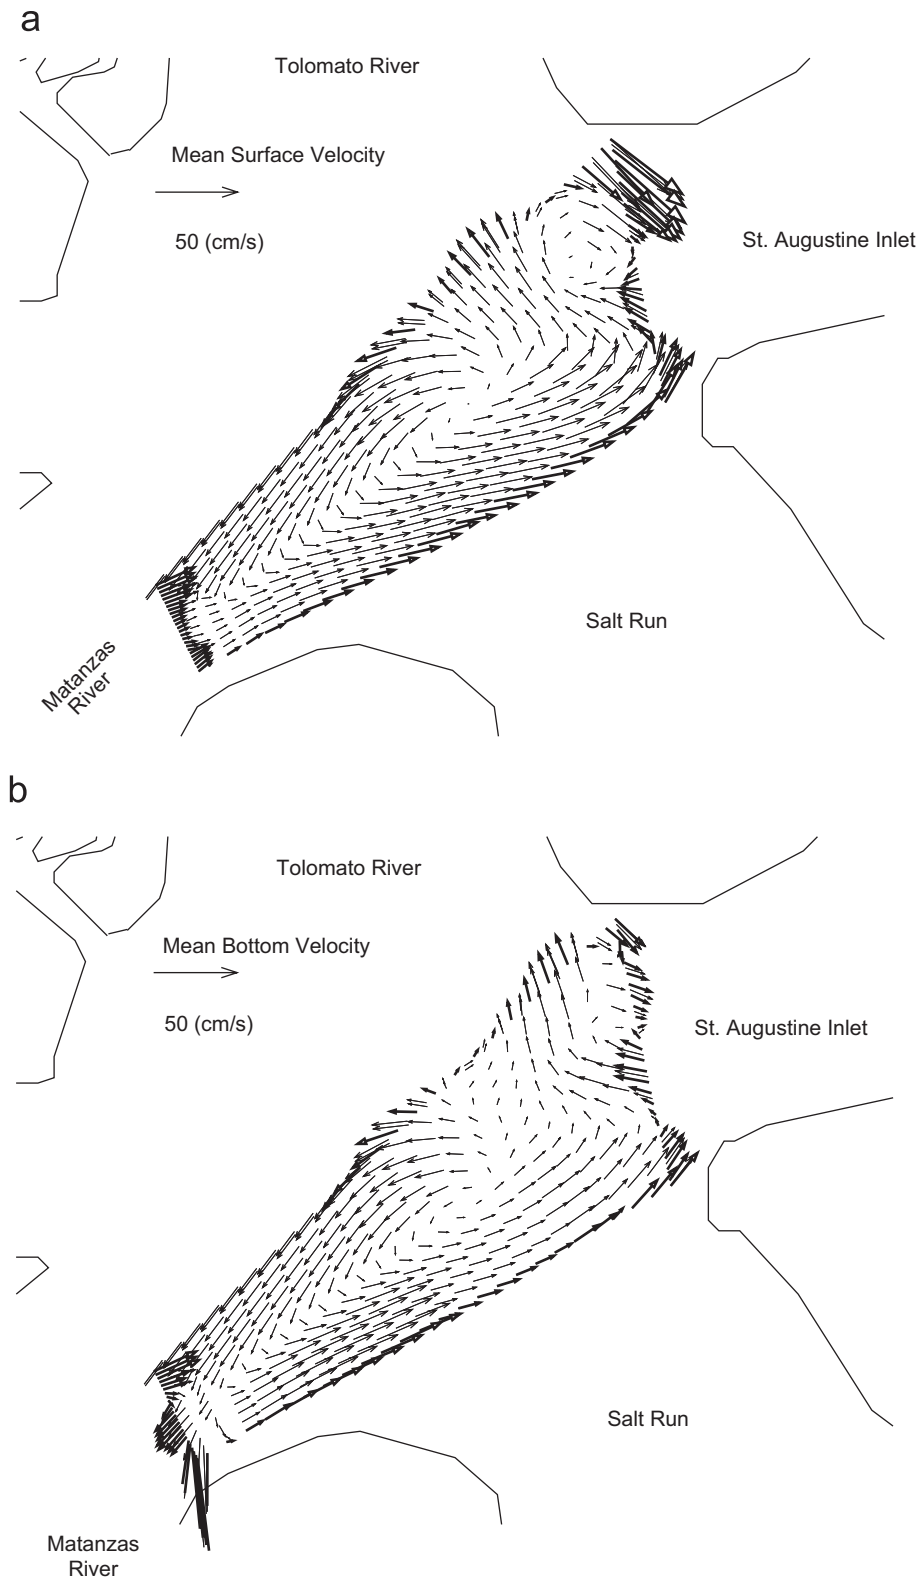 a
Tolomato River
Mean Surface Velocity
50 (cm/s)
St. Augustine Inlet
Salt Run
Matanzas
River
b
Tolomato River
Mean Bottom Velocity
50 (cm/s)
St. Augustine Inlet
Salt Run
Matanzas
River